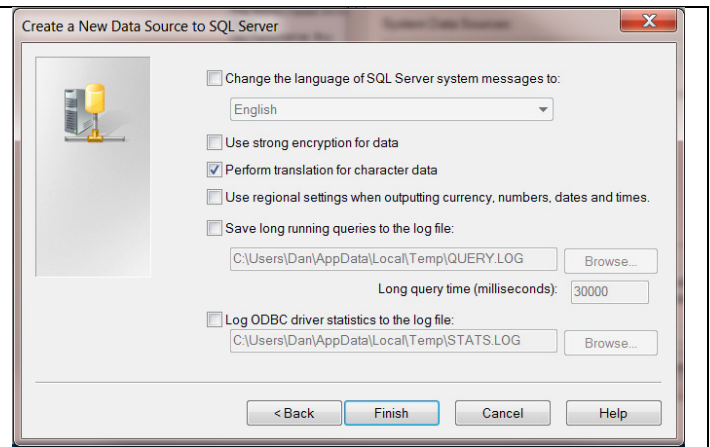 Create a New Data Source to SQL Server
Change the language of SQL Server system messages to:
English
Use strong encryption for data
Perform translation for character data
Use regional settings when outputting currency, numbers, dates and times.
Save long running queries to the log file:
C:\Users\Dan\AppData\Local\Temp\QUERY.LOG Browse...
Long query time (milliseconds): 30000
Log ODBC driver statistics to the log file:
C:\Users\Dan\AppData\Local\Temp\STATS.LOG Browse...
< Back Finish Cancel Help